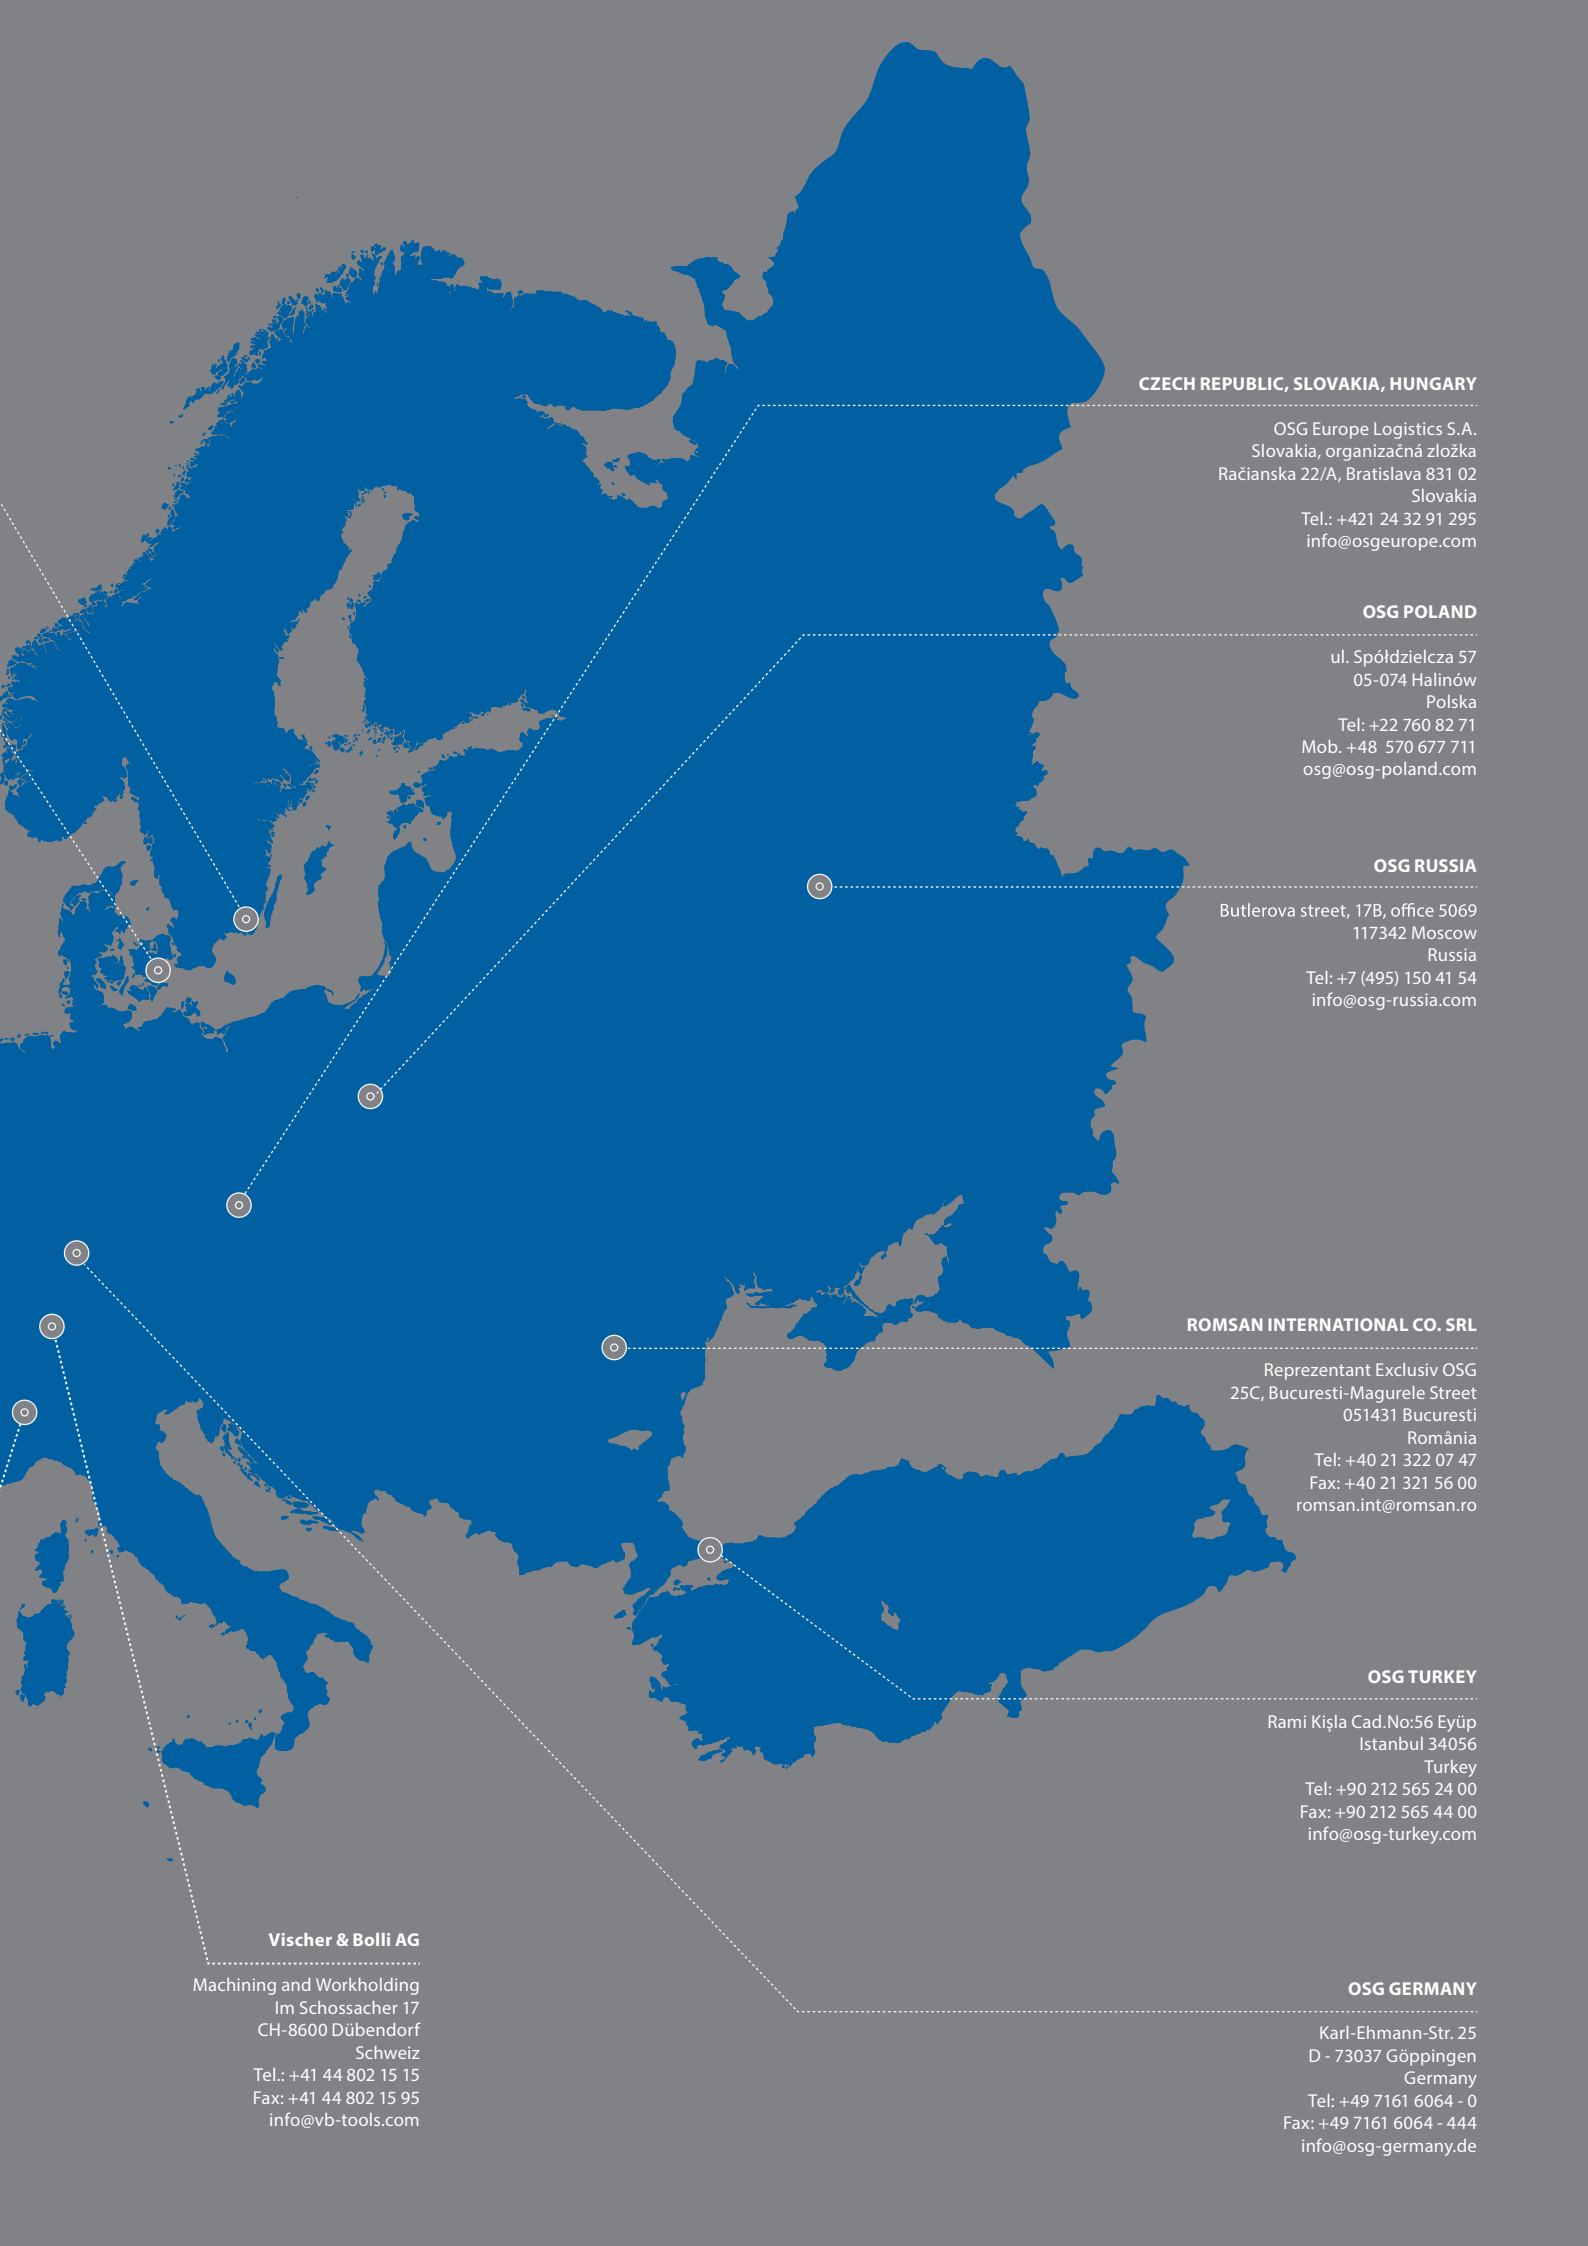 CZECH REPUBLIC, SLOVAKIA, HUNGARY
OSG Europe Logistics S.A.
Slovakia, organizačná zložka
Račianska 22/A, Bratislava 831 02
Slovakia
Tel.: +421 24 32 91 295
info@osgeurope.com
OSG POLAND
ul. Spółdzielcza 57
05-074 Halinów
Polska
Tel: +22 760 82 71
Mob. +48 570 677 711
osg@osg-poland.com
OSG RUSSIA
Butlerova street, 17B, office 5069
117342 Moscow
Russia
Tel: +7 (495) 150 41 54
info@osg-russia.com
ROMSAN INTERNATIONAL CO. SRL
Reprezentant Exclusiv OSG
25C, Bucuresti-Magurele Street
051431 Bucuresti
România
Tel: +40 21 322 07 47
Fax: +40 21 321 56 00
romsan.int@romsan.ro
OSG TURKEY
Rami Kişla Cad.No:56 Eyüp
Istanbul 34056
Turkey
Tel: +90 212 565 24 00
Fax: +90 212 565 44 00
info@osg-turkey.com
Vischer & Bolli AG
Machining and Workholding
Im Schossacher 17
CH-8600 Dübendorf
Schweiz
Tel.: +41 44 802 15 15
Fax: +41 44 802 15 95
info@vb-tools.com
OSG GERMANY
Karl-Ehmann-Str. 25
D - 73037 Göppingen
Germany
Tel: +49 7161 6064 - 0
Fax: +49 7161 6064 - 444
info@osg-germany.de